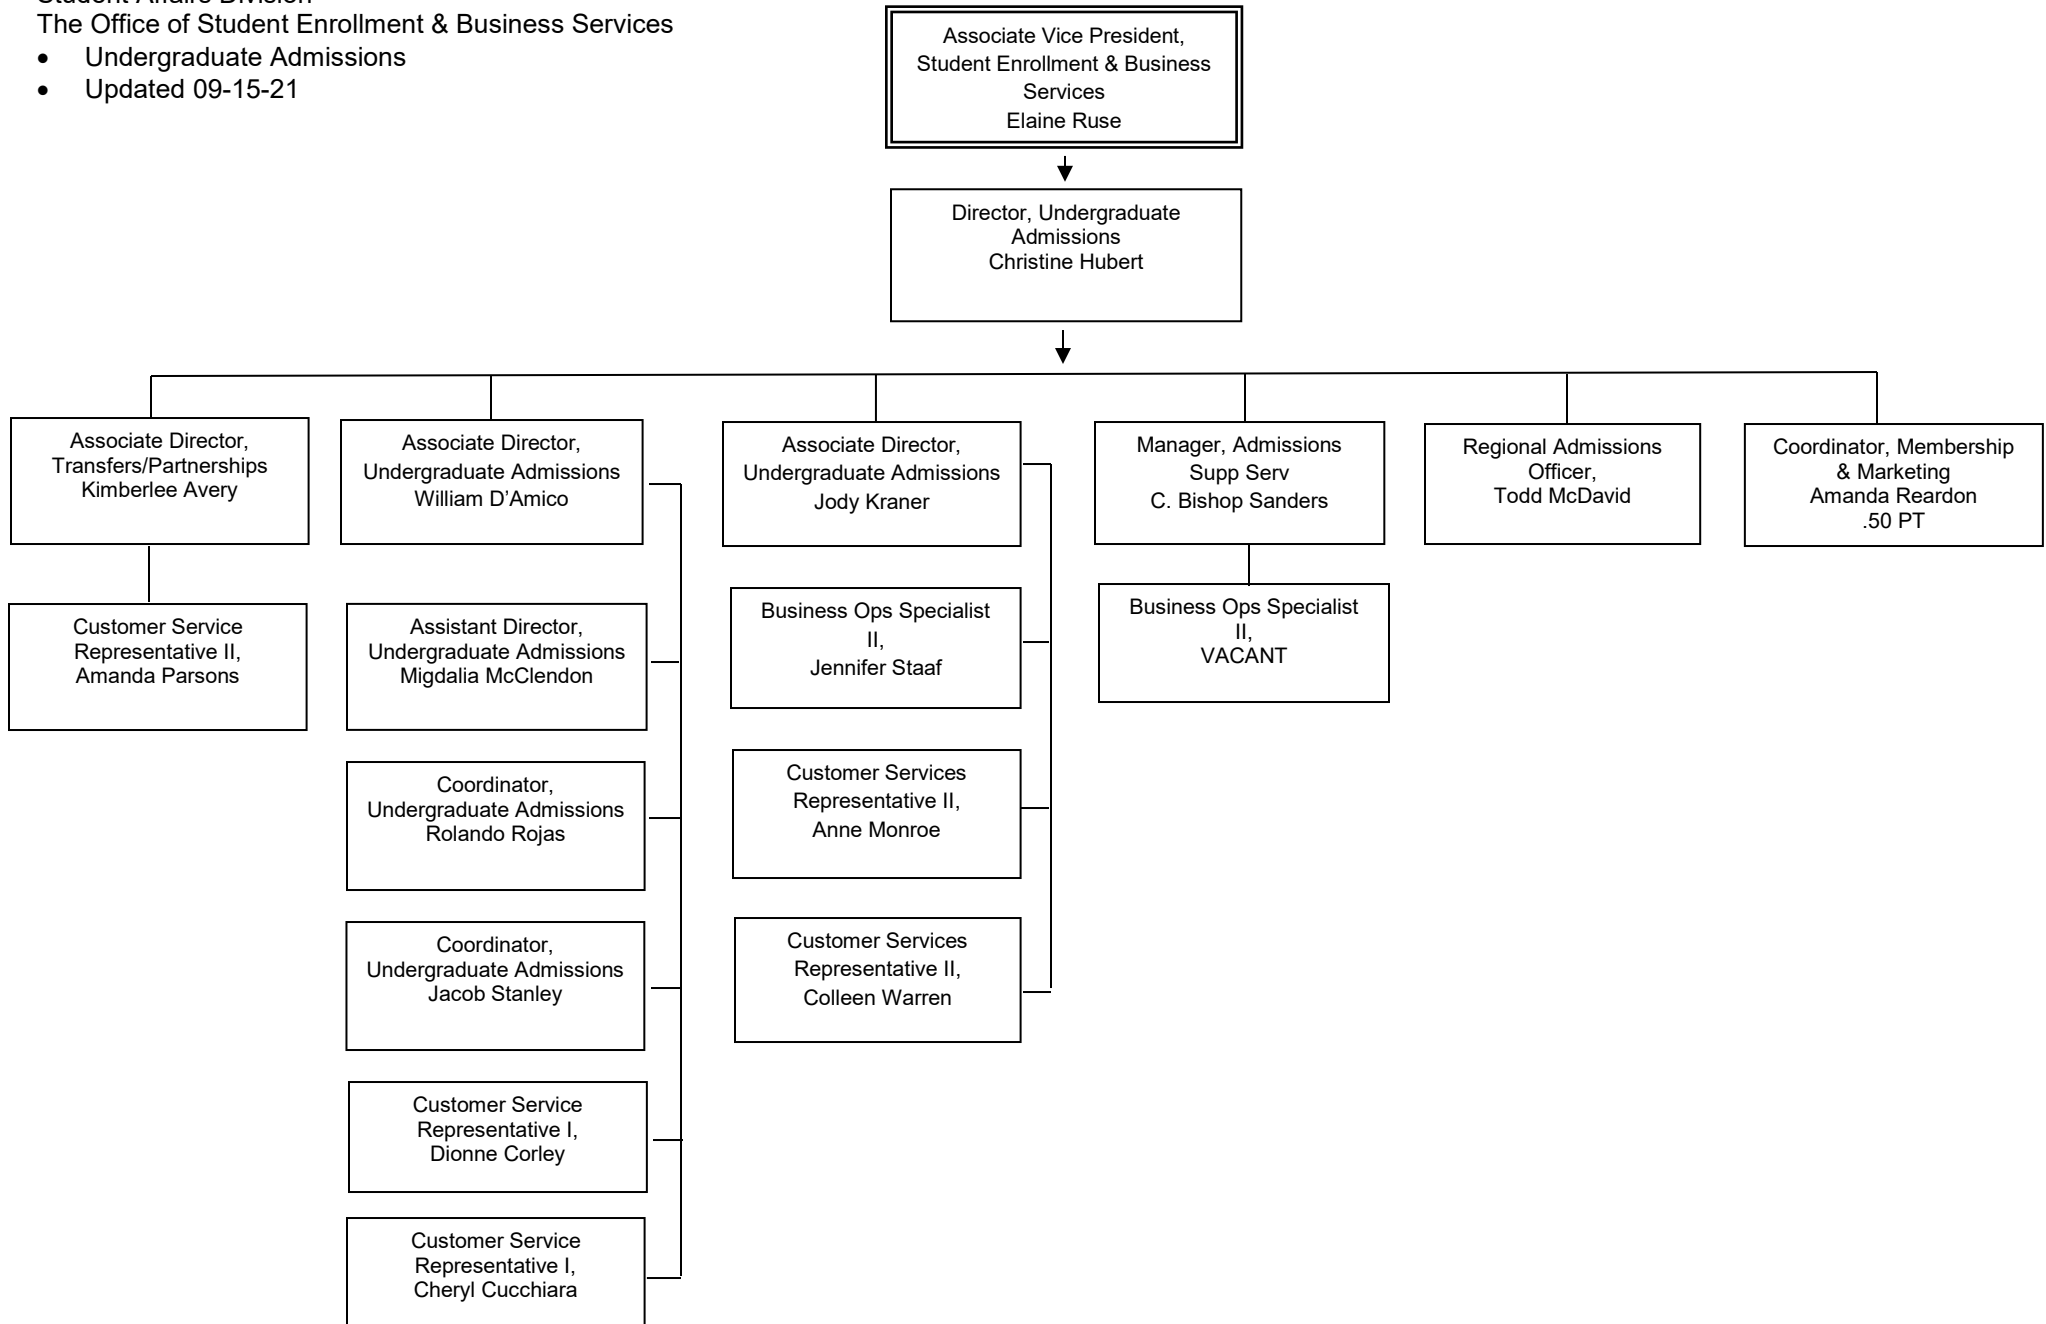 Student Affairs Division
The Office of Student Enrollment & Business Services
• Undergraduate Admissions
• Updated 09-15-21
Associate Vice President,
Student Enrollment & Business
Services
Elaine Ruse
Director, Undergraduate
Admissions
Christine Hubert
Associate Director,
Transfers/Partnerships
Kimberlee Avery
Associate Director,
Undergraduate Admissions
William D’Amico
Associate Director,
Undergraduate Admissions
Jody Kraner
Manager, Admissions
Supp Serv
C. Bishop Sanders
Regional Admissions
Officer,
Todd McDavid
Coordinator, Membership
& Marketing
Amanda Reardon
.50 PT
Customer Service
Representative II,
Amanda Parsons
Assistant Director,
Undergraduate Admissions
Migdalia McClendon
Business Ops Specialist
II,
Jennifer Staaf
Business Ops Specialist
II,
VACANT
Coordinator,
Undergraduate Admissions
Rolando Rojas
Customer Services
Representative II,
Anne Monroe
Coordinator,
Undergraduate Admissions
Jacob Stanley
Customer Services
Representative II,
Colleen Warren
Customer Service
Representative I,
Dionne Corley
Customer Service
Representative I,
Cheryl Cucchiara